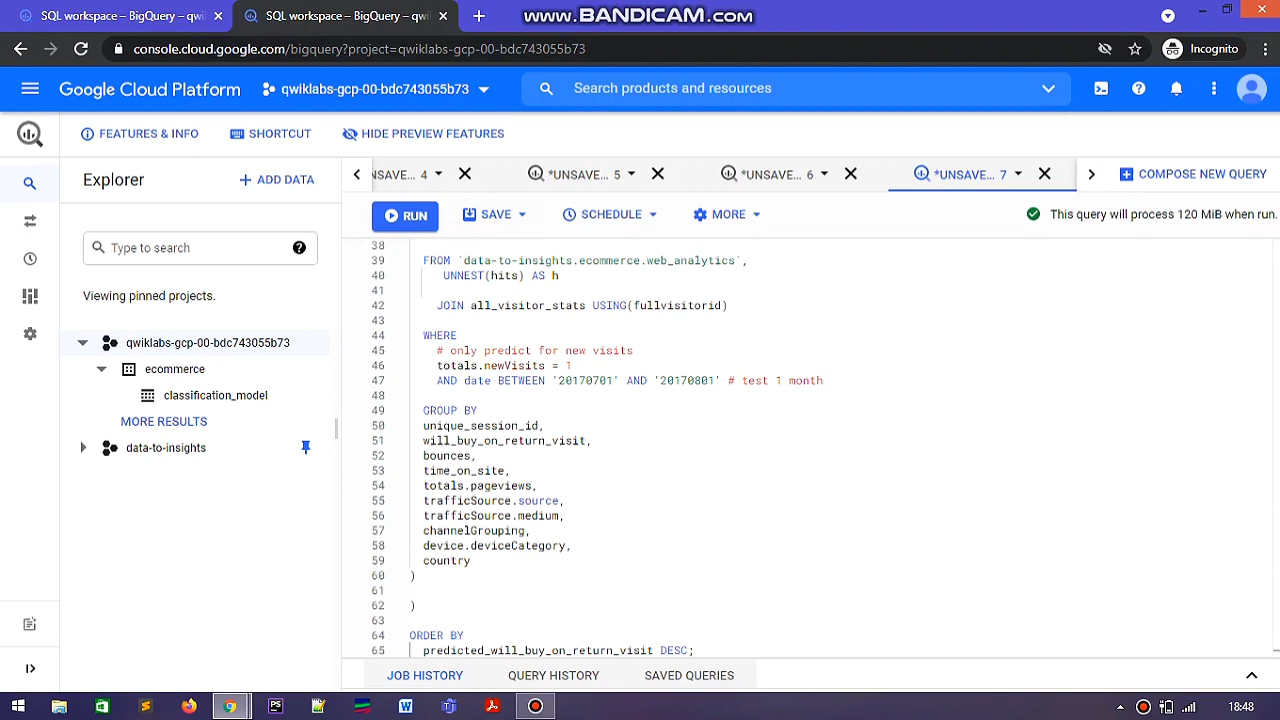 SQL workspace – BigQuery – qwikl
SQL workspace – BigQuery – qwikl
www.BANDICAM.com
console.cloud.google.com/bigquery?project=qwiklabs-gcp-00-bdc743055b73
Incognito
Google Cloud Platform
qwiklabs-gcp-00-bdc743055b73
Search products and resources
FEATURES & INFO
SHORTCUT
HIDE PREVIEW FEATURES
Explorer
+ ADD DATA
NSAVE... 4
*UNSAVE... 5
*UNSAVE... 6
*UNSAVE... 7
COMPOSE NEW QUERY
RUN
SAVE
SCHEDULE
MORE
This query will process 120 MiB when run.
Type to search
Viewing pinned projects.
qwiklabs-gcp-00-bdc743055b73
ecommerce
classification_model
MORE RESULTS
data-to-insights
38
39 FROM `data-to-insights.ecommerce.web_analytics`,
40 UNNEST(hits) AS h
41
42 JOIN all_visitor_stats USING(fullvisitorid)
43
44 WHERE
45 # only predict for new visits
46 totals.newVisits = 1
47 AND date BETWEEN '20170701' AND '20170801' # test 1 month
48
49 GROUP BY
50 unique_session_id,
51 will_buy_on_return_visit,
52 bounces,
53 time_on_site,
54 totals.pageviews,
55 trafficSource.source,
56 trafficSource.medium,
57 channelGrouping,
58 device.deviceCategory,
59 country
60 )
61
62 )
63
64 ORDER BY
65 predicted_will_buy_on_return_visit DESC;
JOB HISTORY
QUERY HISTORY
SAVED QUERIES
18:48